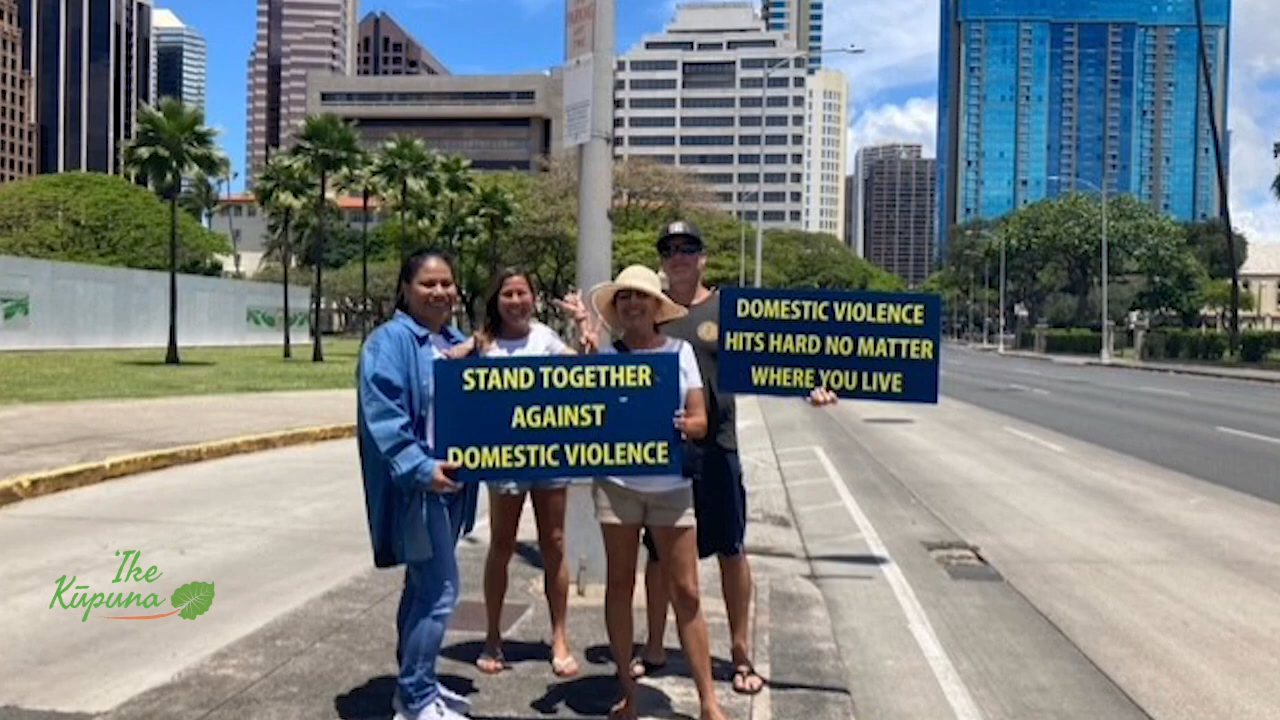 STAND TOGETHER
AGAINST
DOMESTIC VIOLENCE
DOMESTIC VIOLENCE
HITS HARD NO MATTER
WHERE YOU LIVE
ʻIke
Kūpuna